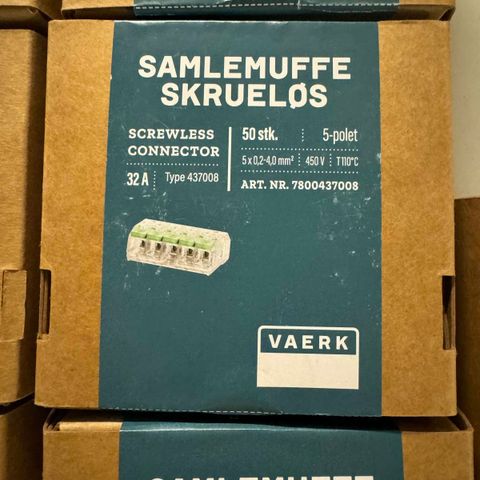 SAMLEMUFFE
SKRUELØS
SCREWLESS
CONNECTOR
32 A
Type 437008
50 stk.
5-polet
5 x 0,2-4,0 mm²
450 V
T110°C
ART. NR. 7800437008
VAERK
SAMLEMUFFE